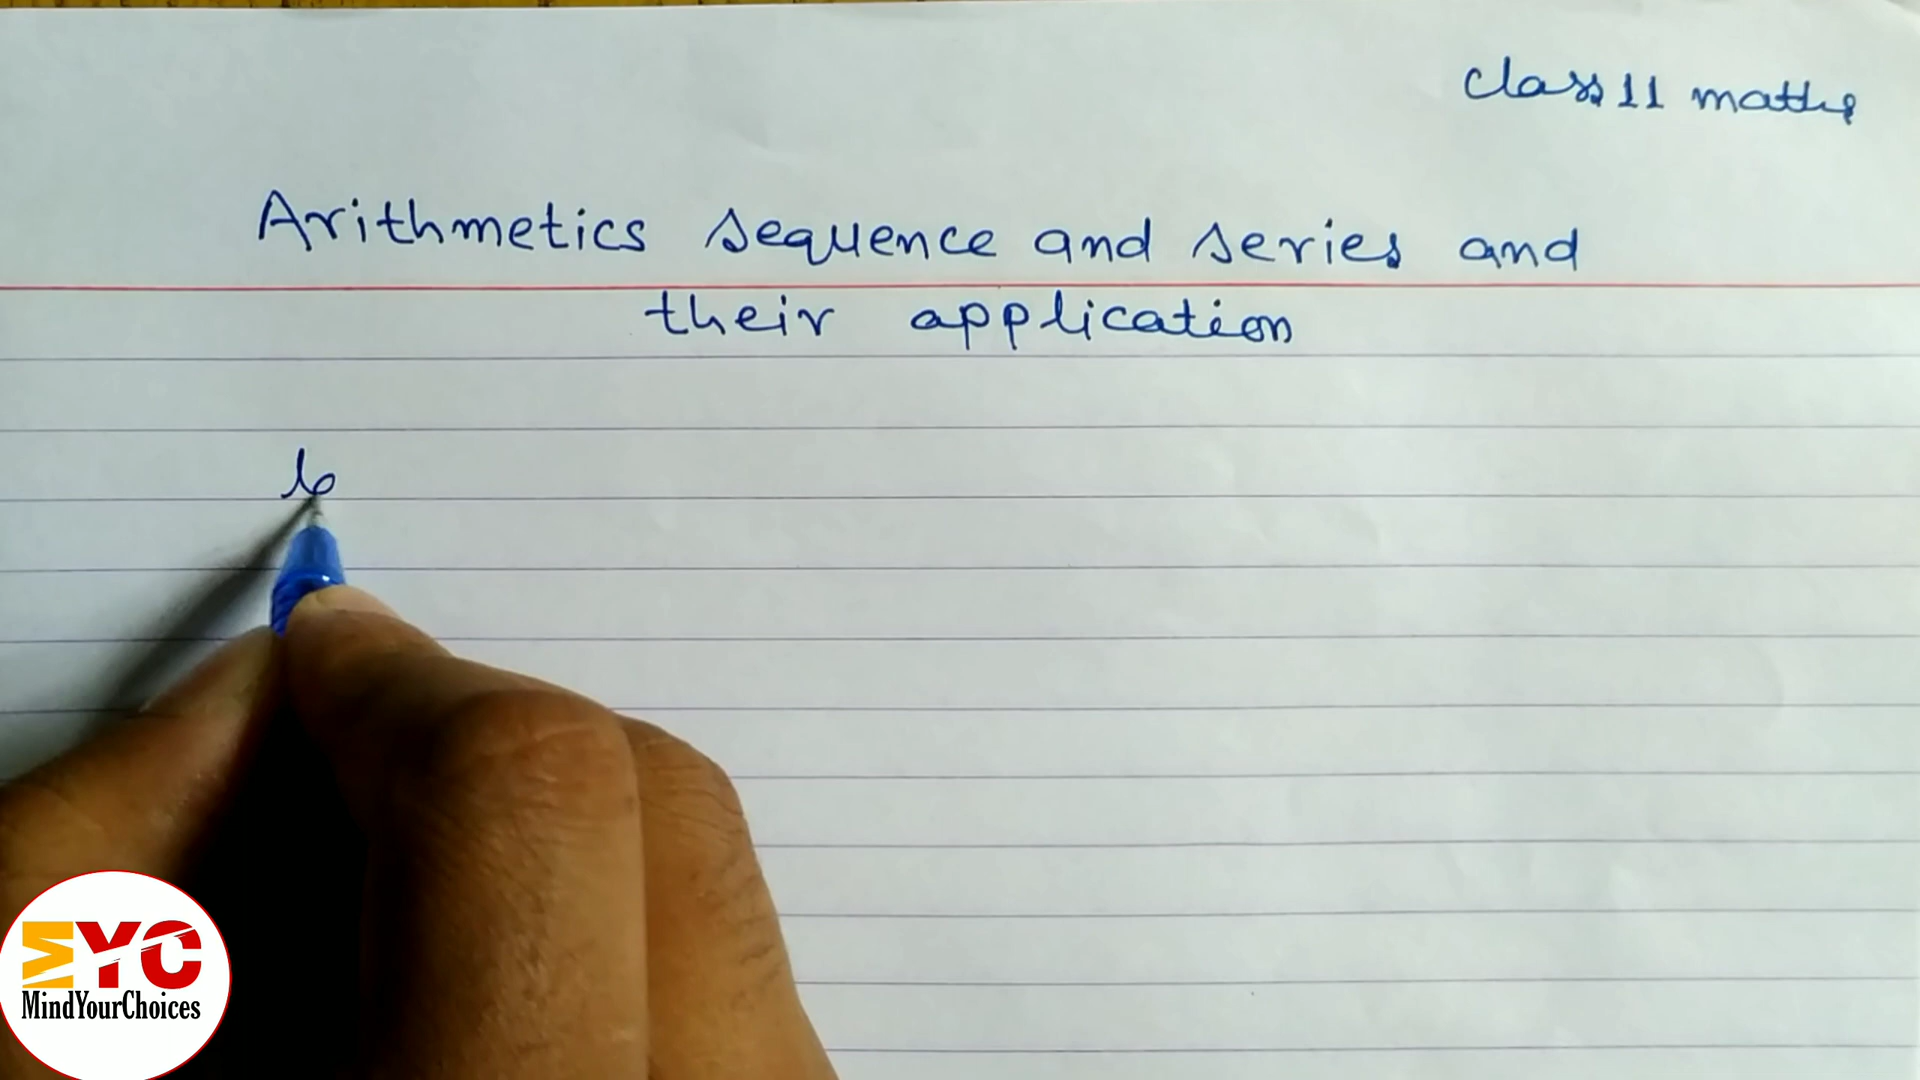 class 11 maths
Arithmetics sequence and series and
their application
MYC
MindYourChoices